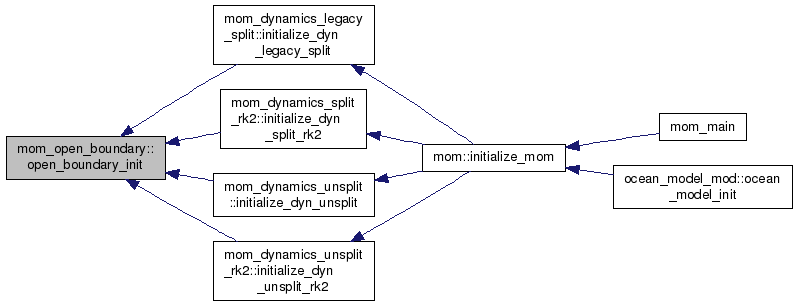 mom_open_boundary::
open_boundary_init
mom_dynamics_legacy
_split::initialize_dyn
_legacy_split
mom_dynamics_split
_rk2::initialize_dyn
_split_rk2
mom_dynamics_unsplit
::initialize_dyn_unsplit
mom_dynamics_unsplit
_rk2::initialize_dyn
_unsplit_rk2
mom::initialize_mom
mom_main
ocean_model_mod::ocean
_model_init